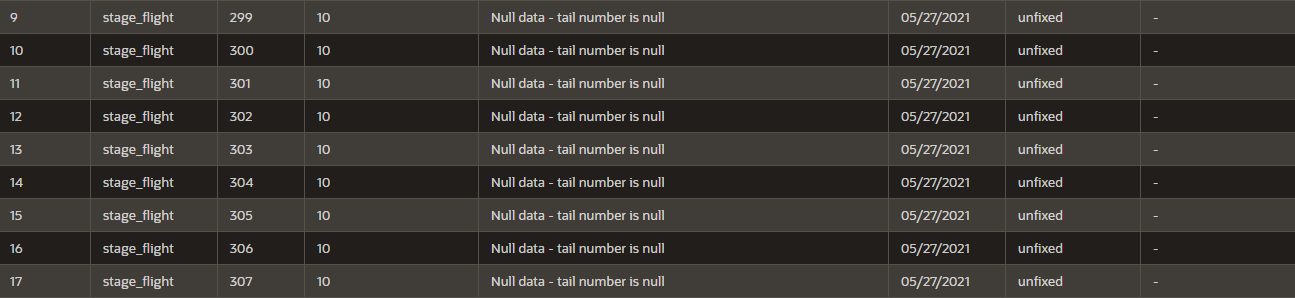 9 stage_flight 299 10 Null data - tail number is null 05/27/2021 unfixed -
10 stage_flight 300 10 Null data - tail number is null 05/27/2021 unfixed -
11 stage_flight 301 10 Null data - tail number is null 05/27/2021 unfixed -
12 stage_flight 302 10 Null data - tail number is null 05/27/2021 unfixed -
13 stage_flight 303 10 Null data - tail number is null 05/27/2021 unfixed -
14 stage_flight 304 10 Null data - tail number is null 05/27/2021 unfixed -
15 stage_flight 305 10 Null data - tail number is null 05/27/2021 unfixed -
16 stage_flight 306 10 Null data - tail number is null 05/27/2021 unfixed -
17 stage_flight 307 10 Null data - tail number is null 05/27/2021 unfixed -